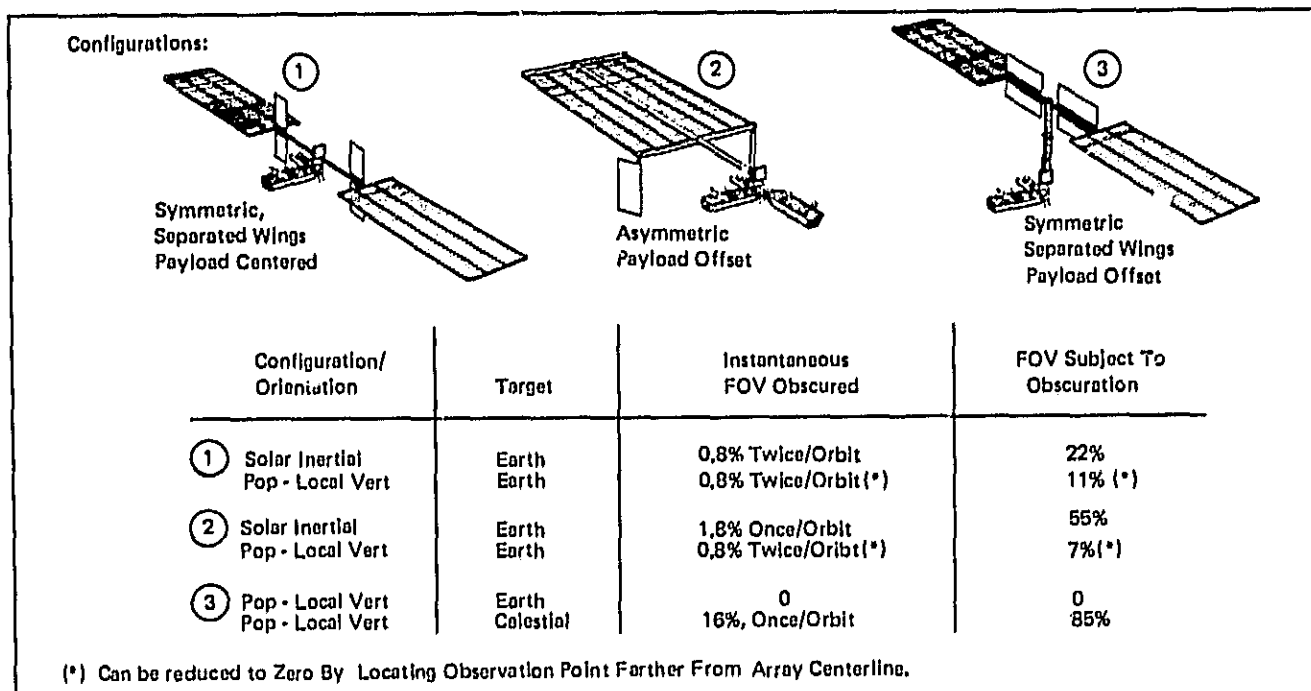 Configurations:
1
2
3
Symmetric,
Separated Wings
Payload Centered
Asymmetric
Payload Offset
Symmetric
Separated Wings
Payload Offset
Configuration/
Orientation
Target
Instantaneous
FOV Obscured
FOV Subject To
Obscuration
1 Solar Inertial Earth 0,8% Twice/Orbit 22%
Pop - Local Vert Earth 0,8% Twice/Orbit(*) 11% (*)
2 Solar Inertial Earth 1,8% Once/Orbit 55%
Pop - Local Vert Earth 0,8% Twice/Oribt(*) 7%(*)
3 Pop - Local Vert Earth 0 0
Pop - Local Vert Celestial 16%, Once/Orbit 85%
(*) Can be reduced to Zero By Locating Observation Point Farther From Array Centerline.